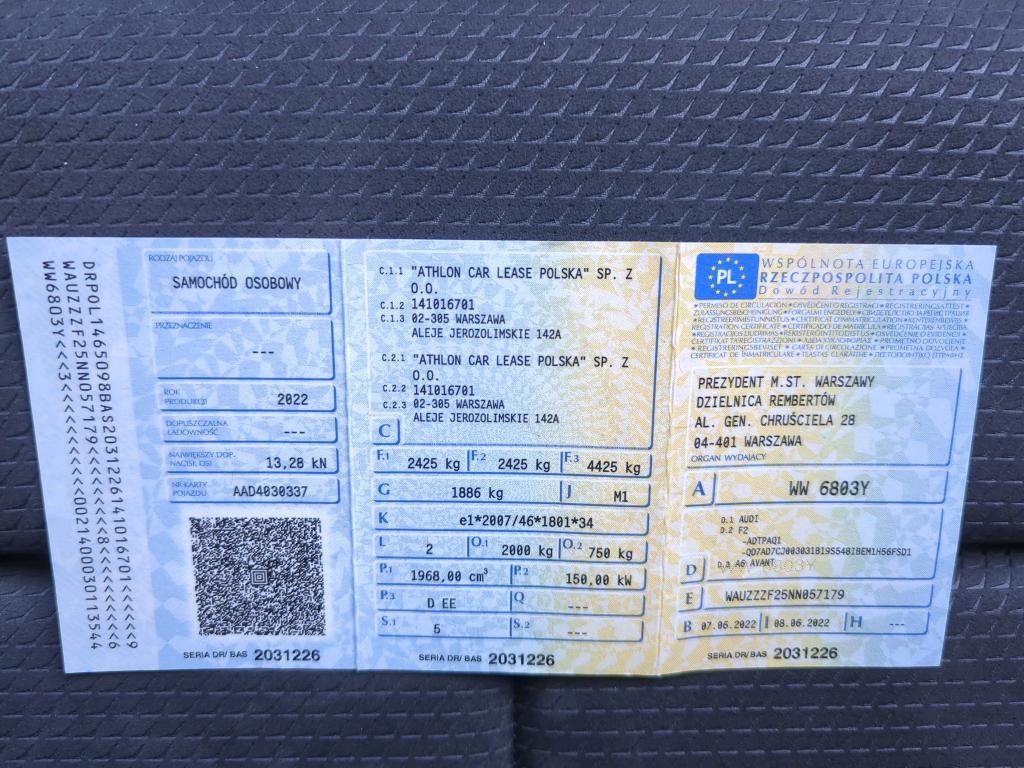 DRPOL1465098BAS2031226141016701<<<<<<9
RODZAJ POJAZDU
SAMOCHÓD OSOBOWY
PRZEZNACZENIE
---
ROK
PRODUKCJI
2022
DOPUSZCZALNA
ŁADOWNOŚĆ
---
NAJWIĘKSZY DOP.
NACISK OSI
13,28 kN
NR KARTY
POJAZDU
AAD4030337
SERIA DR/ BAS 2031226
C.1.1 "ATHLON CAR LEASE POLSKA" SP. Z
O.O.
C.1.2 141016701
C.1.3 02-305 WARSZAWA
ALEJE JEROZOLIMSKIE 142A
C.2.1 "ATHLON CAR LEASE POLSKA" SP. Z
O.O.
C.2.2 141016701
C.2.3 02-305 WARSZAWA
ALEJE JEROZOLIMSKIE 142A
C
F.1 2425 kg F.2 2425 kg F.3 4425 kg
G 1886 kg J M1
K e1*2007/46*1801*34
L 2 O.1 2000 kg O.2 750 kg
P.1 1968,00 cm³ P.2 150,00 kW
P.3 D EE Q ---
S.1 5 S.2 ---
SERIA DR/ BAS 2031226
PL
WSPÓLNOTA EUROPEJSKA
RZECZPOSPOLITA POLSKA
Dowód Rejestracyjny
PREZYDENT M.ST. WARSZAWY
DZIELNICA REMBERTÓW
AL. GEN. CHRUŚCIELA 28
04-401 WARSZAWA
ORGAN WYDAJĄCY
A WW 6803Y
D.1 AUDI
D.2 F2
-ADTPAQ1
D.3 A6 AVANT
D
E WAUZZZF25NN057179
B 07.06.2022 I 08.06.2022 H ---
SERIA DR/ BAS 2031226